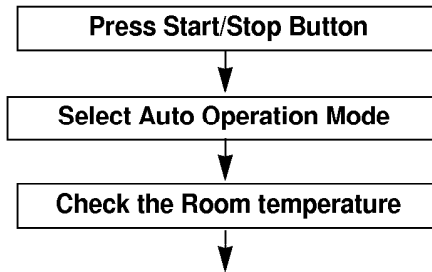 Press Start/Stop Button
Select Auto Operation Mode
Check the Room temperature